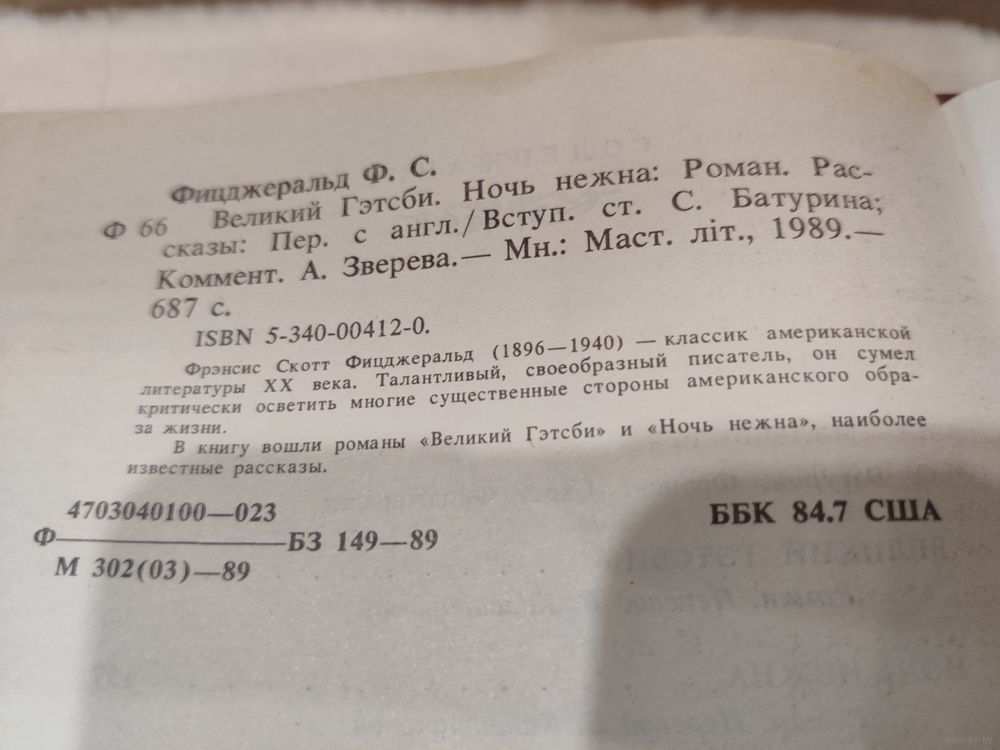 Фицджеральд Ф. С.
Ф 66 Великий Гэтсби. Ночь нежна: Роман. Рас-
сказы: Пер. с англ./Вступ. ст. С. Батурина;
Коммент. А. Зверева.— Мн.: Маст. літ., 1989.—
687 с.
ISBN 5-340-00412-0.
Фрэнсис Скотт Фицджеральд (1896—1940) — классик американской
литературы XX века. Талантливый, своеобразный писатель, он сумел
критически осветить многие существенные стороны американского обра-
за жизни.
В книгу вошли романы «Великий Гэтсби» и «Ночь нежна», наиболее
известные рассказы.
4703040100—023
Ф————БЗ 149—89
М 302(03)—89
ББК 84.7 США
www.ay.by